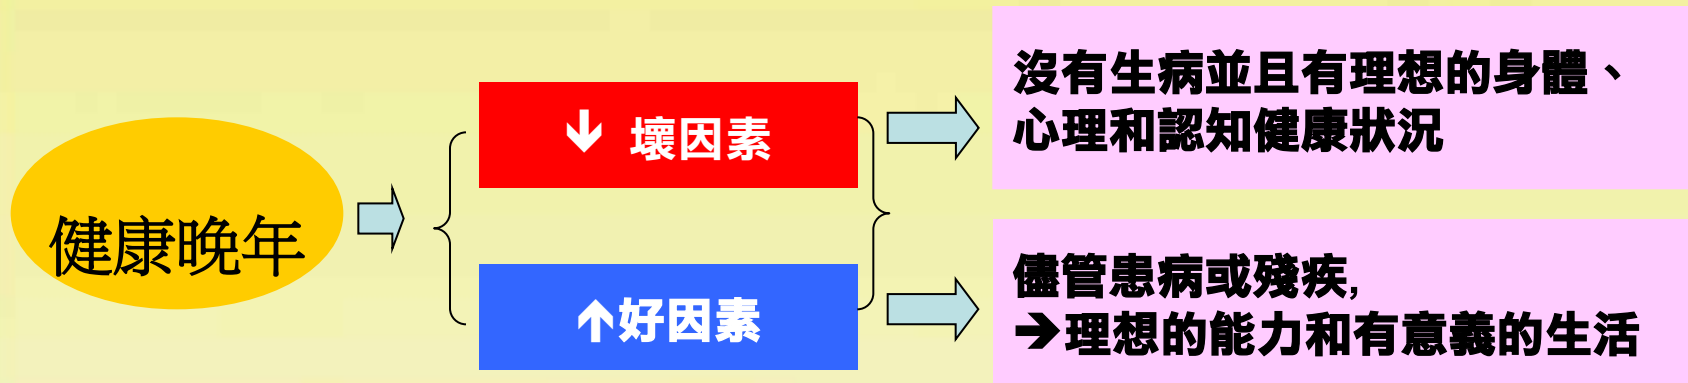 健康晚年
🡻 壞因素
🡹好因素
沒有生病並且有理想的身體、
心理和認知健康狀況
儘管患病或殘疾,
➔理想的能力和有意義的生活